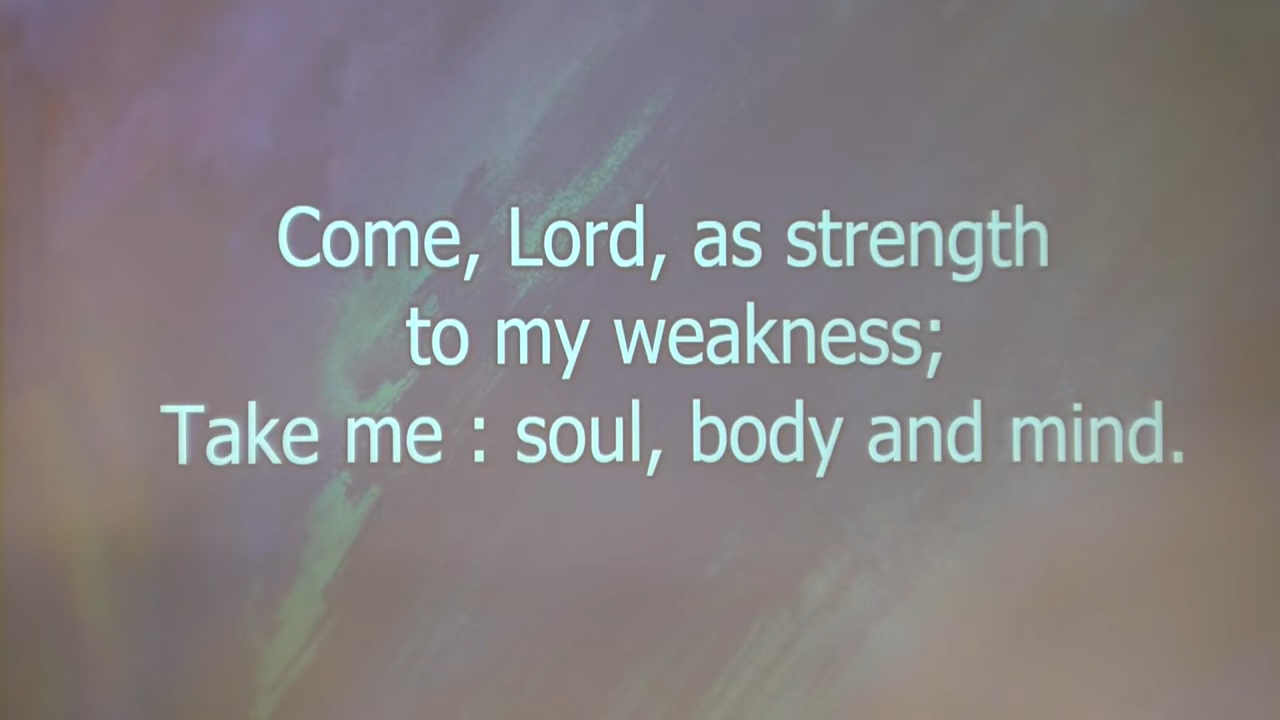 Come, Lord, as strength
to my weakness;
Take me : soul, body and mind.